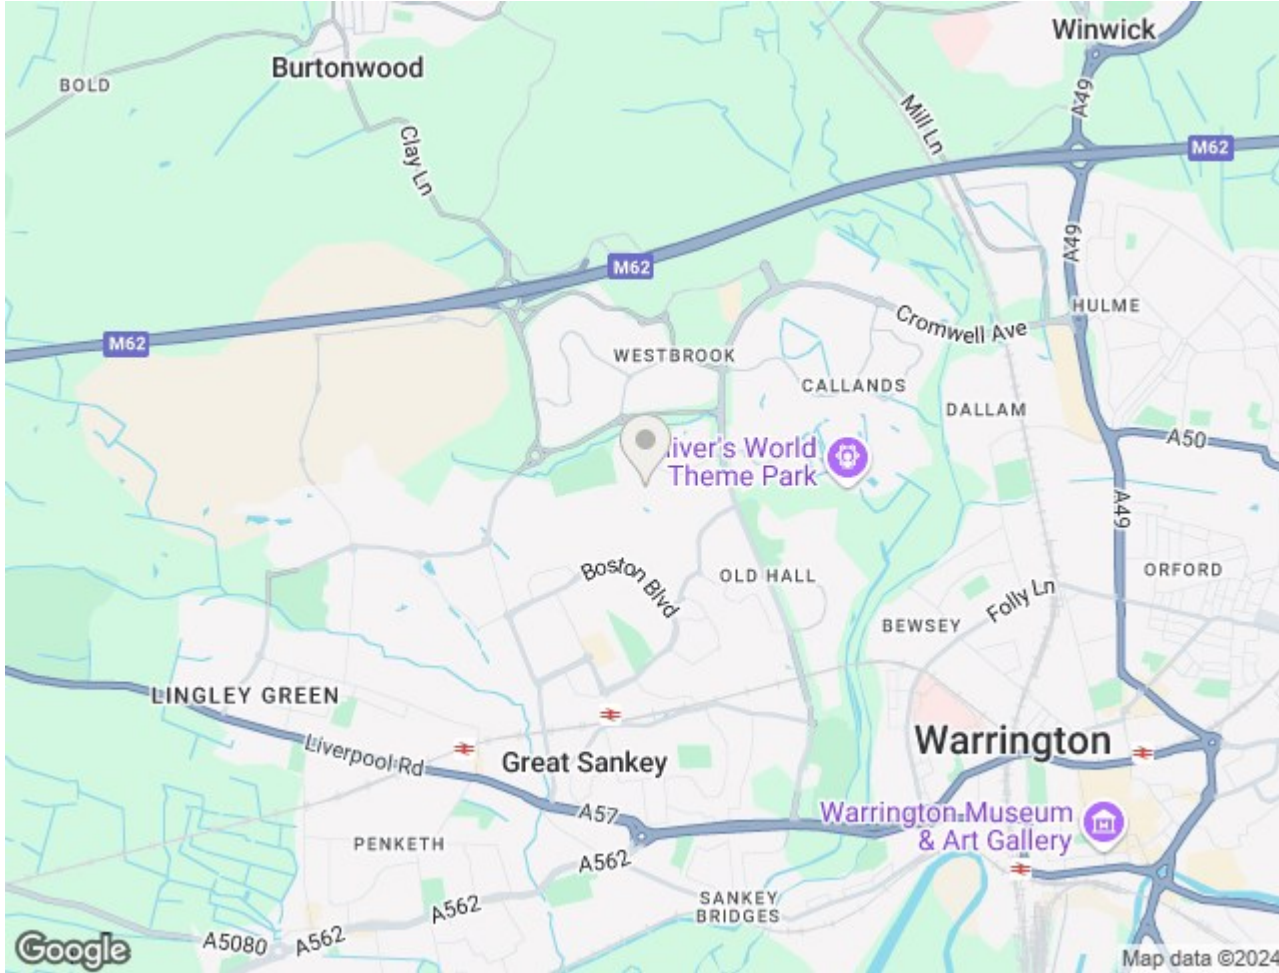 Winwick
Burtonwood
BOLD
A49
Mill Ln
Clay Ln
M62
A49
M62
HULME
Cromwell Ave
M62
WESTBROOK
CALLANDS
DALLAM
A50
iver's World
Theme Park
A49
Boston Blvd
OLD HALL
ORFORD
Folly Ln
BEWSEY
LINGLEY GREEN
Warrington
Liverpool Rd
Great Sankey
A57
Warrington Museum
& Art Gallery
PENKETH
A562
SANKEY
BRIDGES
A562
A562
A5080
Google
Map data ©2024